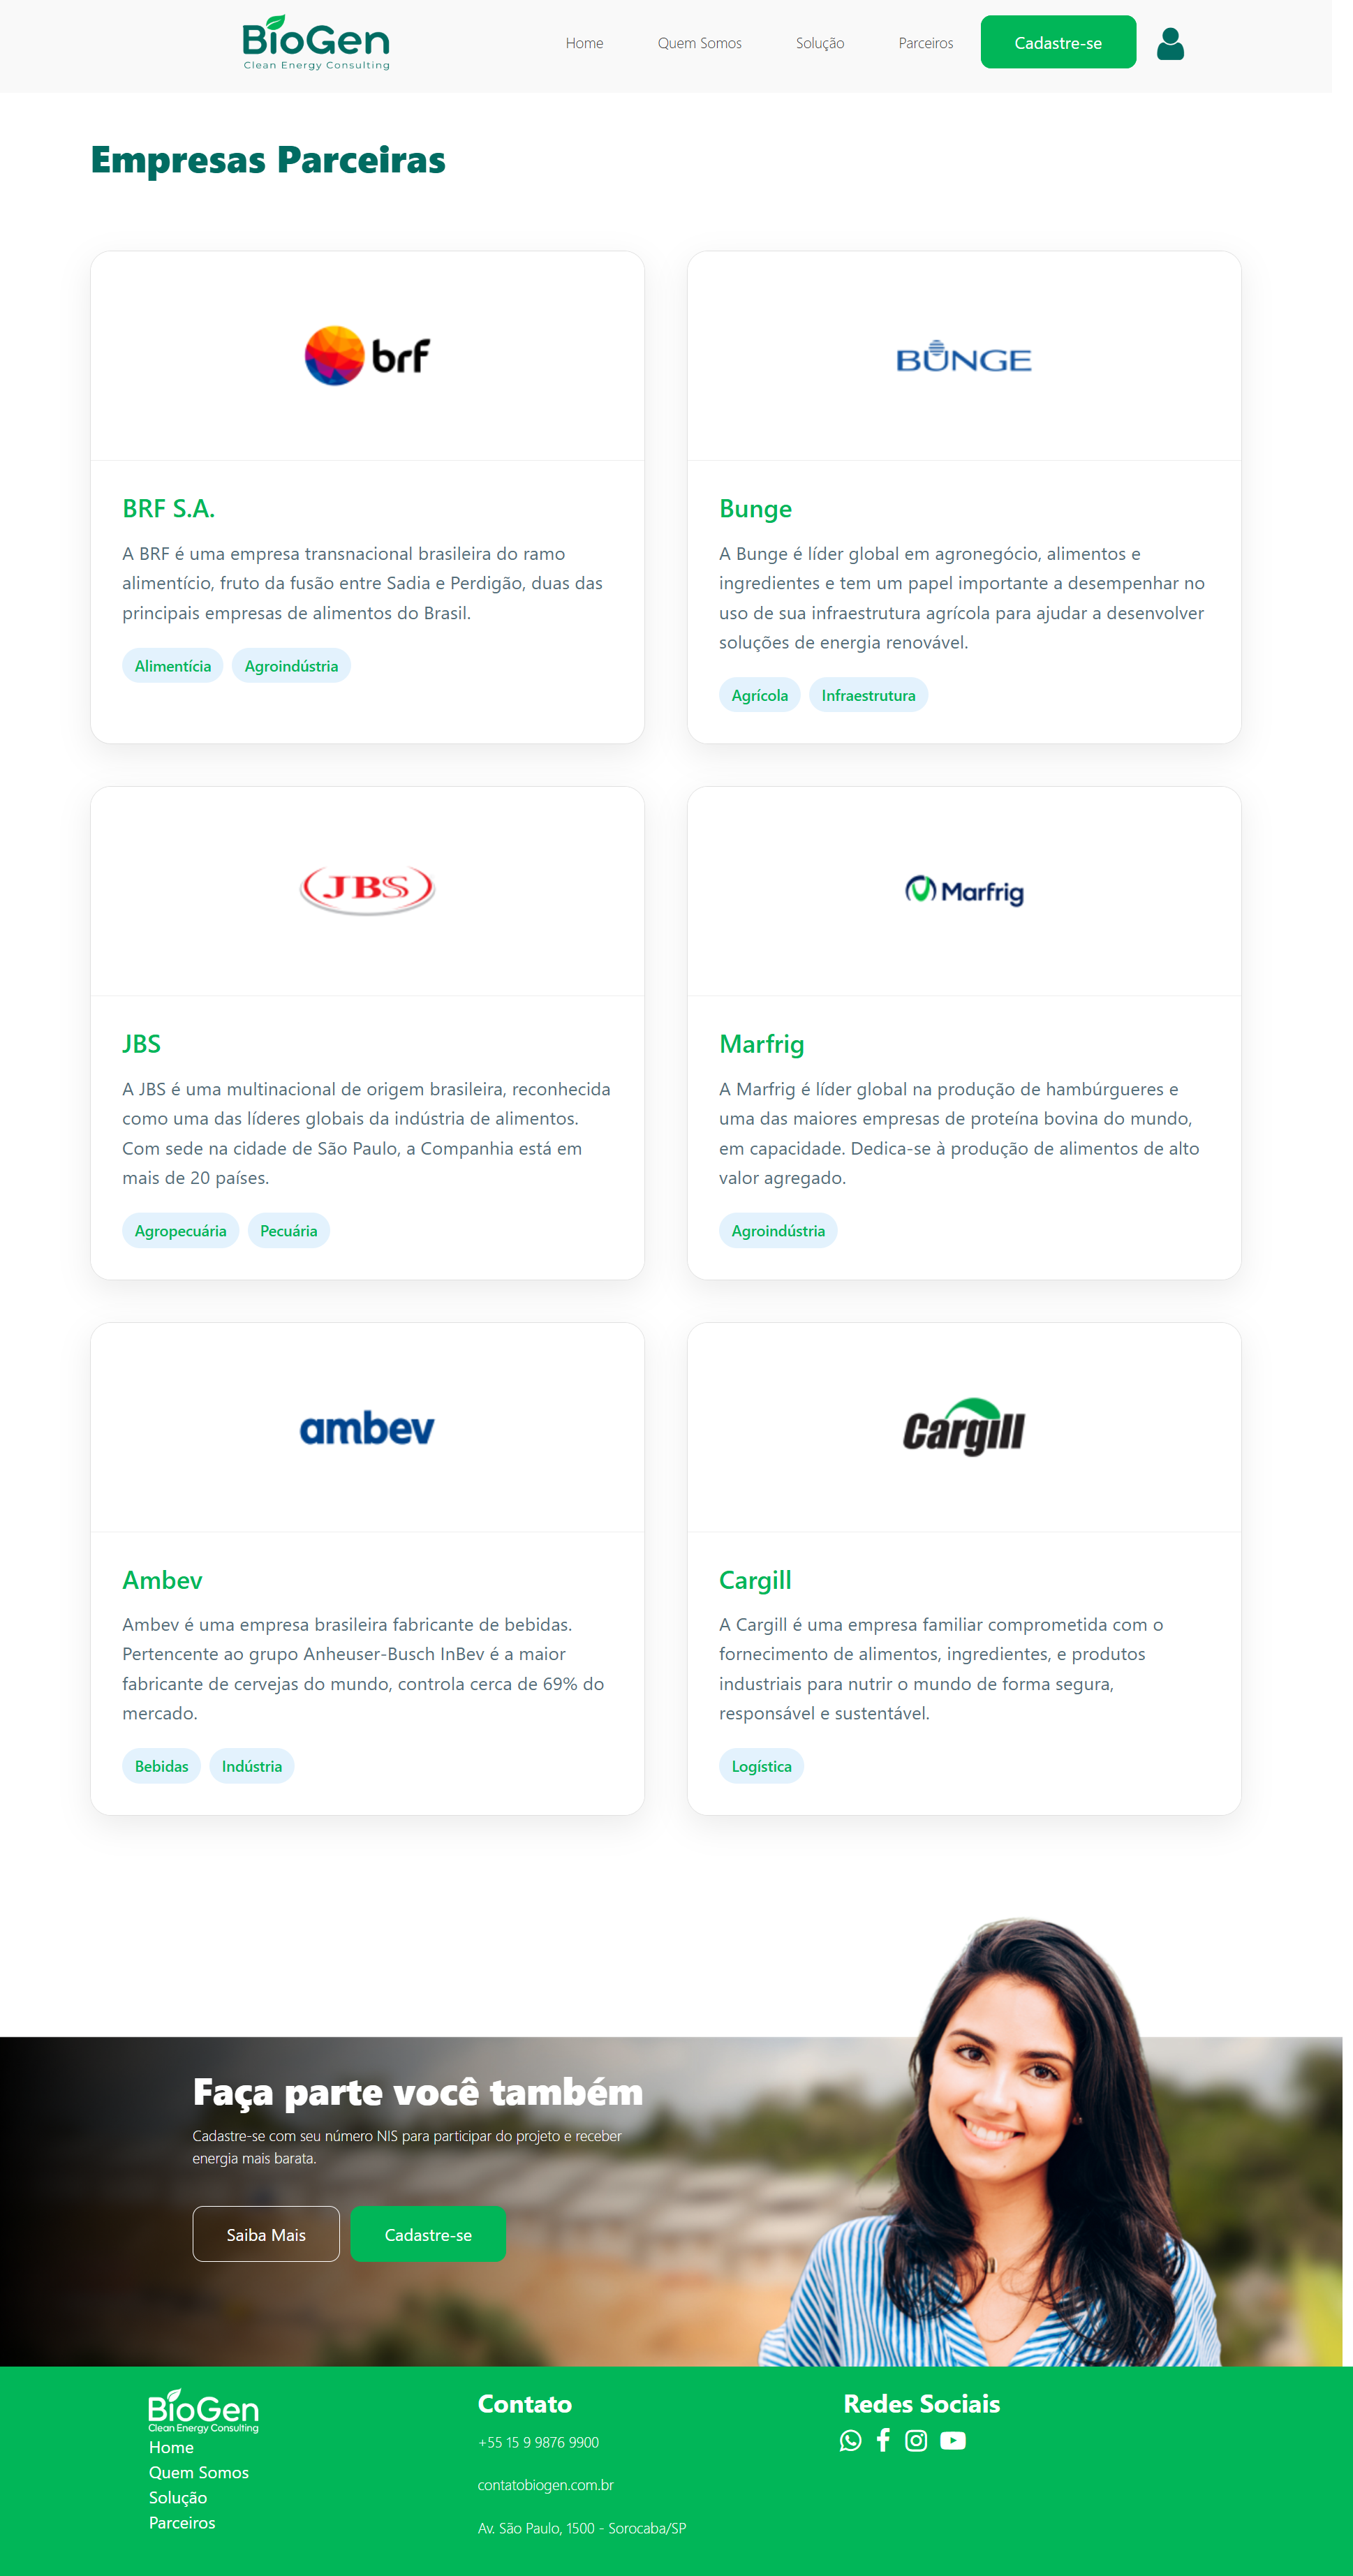 BioGen
Clean Energy Consulting
Home
Quem Somos
Solução
Parceiros
Cadastre-se
Empresas Parceiras
brf
BUNGE
BRF S.A.
A BRF é uma empresa transnacional brasileira do ramo
alimentício, fruto da fusão entre Sadia e Perdigão, duas das
principais empresas de alimentos do Brasil.
Alimentícia
Agroindústria
Bunge
A Bunge é líder global em agronegócio, alimentos e
ingredientes e tem um papel importante a desempenhar no
uso de sua infraestrutura agrícola para ajudar a desenvolver
soluções de energia renovável.
Agrícola
Infraestrutura
JBS
Marfrig
JBS
A JBS é uma multinacional de origem brasileira, reconhecida
como uma das líderes globais da indústria de alimentos.
Com sede na cidade de São Paulo, a Companhia está em
mais de 20 países.
Agropecuária
Pecuária
Marfrig
A Marfrig é líder global na produção de hambúrgueres e
uma das maiores empresas de proteína bovina do mundo,
em capacidade. Dedica-se à produção de alimentos de alto
valor agregado.
Agroindústria
ambev
Cargill
Ambev
Ambev é uma empresa brasileira fabricante de bebidas.
Pertencente ao grupo Anheuser-Busch InBev é a maior
fabricante de cervejas do mundo, controla cerca de 69% do
mercado.
Bebidas
Indústria
Cargill
A Cargill é uma empresa familiar comprometida com o
fornecimento de alimentos, ingredientes, e produtos
industriais para nutrir o mundo de forma segura,
responsável e sustentável.
Logística
Faça parte você também
Cadastre-se com seu número NIS para participar do projeto e receber
energia mais barata.
Saiba Mais
Cadastre-se
BioGen
Clean Energy Consulting
Home
Quem Somos
Solução
Parceiros
Contato
+55 15 9 9876 9900
contatobiogen.com.br
Av. São Paulo, 1500 - Sorocaba/SP
Redes Sociais